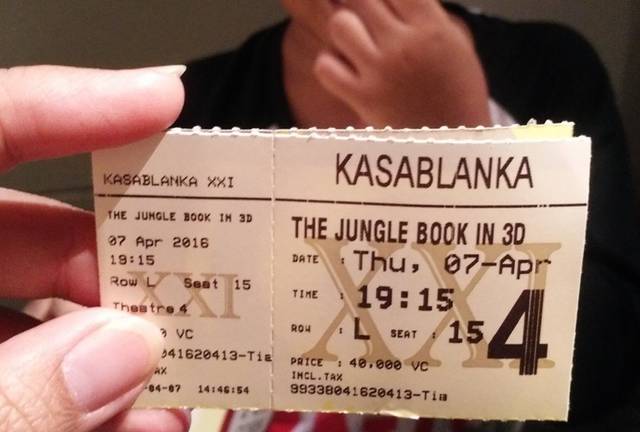 KASABLANKA XXI
THE JUNGLE BOOK IN 3D
07 Apr 2016
19:15
Row L Seat 15
Theatre 4
VC
041620413-Tia
14:46:54
KASABLANKA
THE JUNGLE BOOK IN 3D
DATE : Thu, 07-Apr
TIME : 19:15
ROW : L SEAT : 15
4
PRICE : 40,000 VC
INCL.TAX
99338041620413-Tia
XXI
XXI